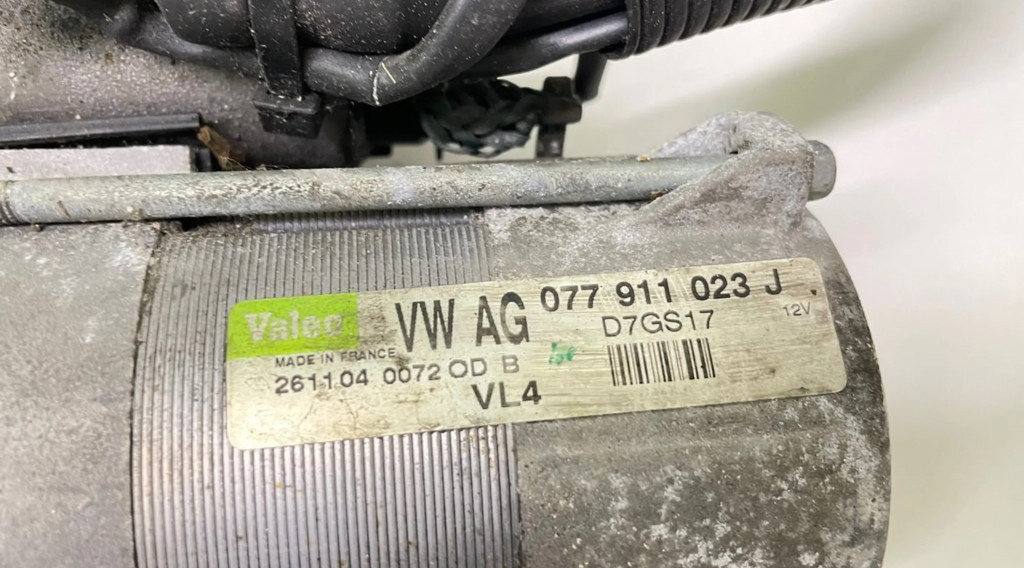 Valeo VW AG 077 911 023 J
MADE IN FRANCE D7GS17 12V
261104 0072 OD B
VL4